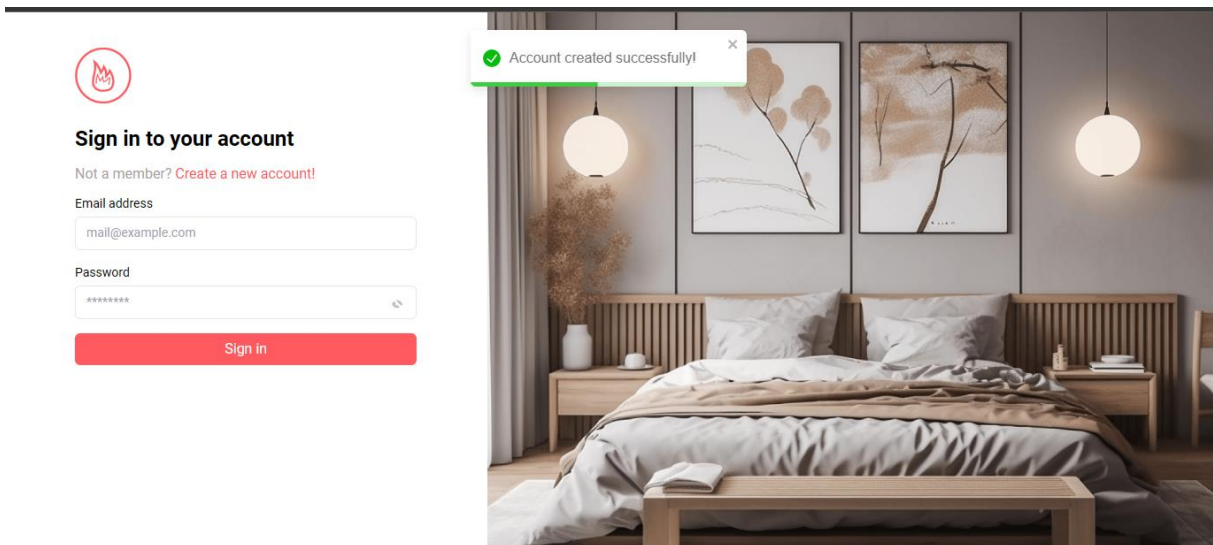 Account created successfully!
Sign in to your account
Not a member? Create a new account!
Email address
mail@example.com
Password
********
Sign in